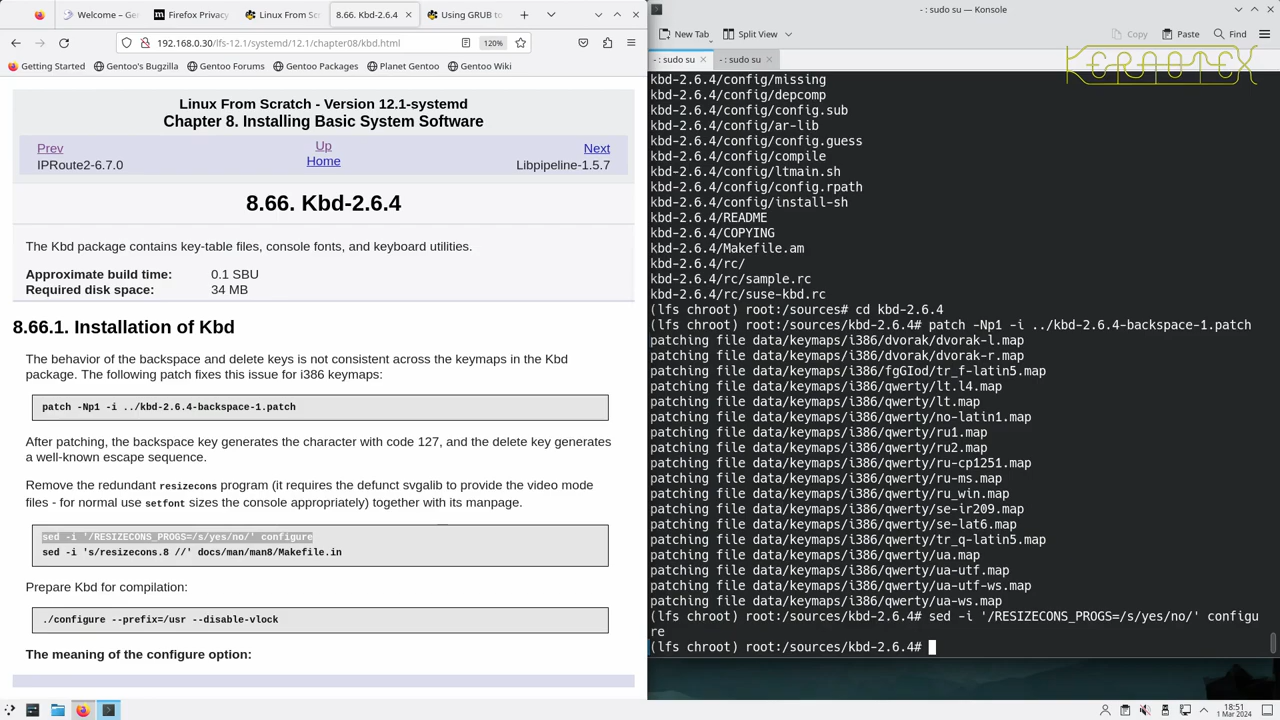 Welcome – Ge
Firefox Privacy
Linux From Scr
8.66. Kbd-2.6.4
Using GRUB to
192.168.0.30/lfs-12.1/systemd/12.1/chapter08/kbd.html
120%
Getting Started
Gentoo's Bugzilla
Gentoo Forums
Gentoo Packages
Planet Gentoo
Gentoo Wiki
Linux From Scratch - Version 12.1-systemd
Chapter 8. Installing Basic System Software
Prev
Up
Next
IPRoute2-6.7.0
Home
Libpipeline-1.5.7
8.66. Kbd-2.6.4
The Kbd package contains key-table files, console fonts, and keyboard utilities.
Approximate build time: 0.1 SBU
Required disk space: 34 MB
8.66.1. Installation of Kbd
The behavior of the backspace and delete keys is not consistent across the keymaps in the Kbd
package. The following patch fixes this issue for i386 keymaps:
patch -Np1 -i ../kbd-2.6.4-backspace-1.patch
After patching, the backspace key generates the character with code 127, and the delete key generates
a well-known escape sequence.
Remove the redundant resizecons program (it requires the defunct svgalib to provide the video mode
files - for normal use setfont sizes the console appropriately) together with its manpage.
sed -i '/RESIZECONS_PROGS=/s/yes/no/' configure
sed -i 's/resizecons.8 //' docs/man/man8/Makefile.in
Prepare Kbd for compilation:
./configure --prefix=/usr --disable-vlock
The meaning of the configure option:
- : sudo su — Konsole
New Tab
Split View
Copy
Paste
Find
- : sudo su
- : sudo su
KERNOTEX
kbd-2.6.4/config/missing
kbd-2.6.4/config/depcomp
kbd-2.6.4/config/config.sub
kbd-2.6.4/config/ar-lib
kbd-2.6.4/config/config.guess
kbd-2.6.4/config/compile
kbd-2.6.4/config/ltmain.sh
kbd-2.6.4/config/config.rpath
kbd-2.6.4/config/install-sh
kbd-2.6.4/README
kbd-2.6.4/COPYING
kbd-2.6.4/Makefile.am
kbd-2.6.4/rc/
kbd-2.6.4/rc/sample.rc
kbd-2.6.4/rc/suse-kbd.rc
(lfs chroot) root:/sources# cd kbd-2.6.4
(lfs chroot) root:/sources/kbd-2.6.4# patch -Np1 -i ../kbd-2.6.4-backspace-1.patch
patching file data/keymaps/i386/dvorak/dvorak-l.map
patching file data/keymaps/i386/dvorak/dvorak-r.map
patching file data/keymaps/i386/fgGIod/tr_f-latin5.map
patching file data/keymaps/i386/qwerty/lt.l4.map
patching file data/keymaps/i386/qwerty/lt.map
patching file data/keymaps/i386/qwerty/no-latin1.map
patching file data/keymaps/i386/qwerty/ru1.map
patching file data/keymaps/i386/qwerty/ru2.map
patching file data/keymaps/i386/qwerty/ru-cp1251.map
patching file data/keymaps/i386/qwerty/ru-ms.map
patching file data/keymaps/i386/qwerty/ru_win.map
patching file data/keymaps/i386/qwerty/se-ir209.map
patching file data/keymaps/i386/qwerty/se-lat6.map
patching file data/keymaps/i386/qwerty/tr_q-latin5.map
patching file data/keymaps/i386/qwerty/ua.map
patching file data/keymaps/i386/qwerty/ua-utf.map
patching file data/keymaps/i386/qwerty/ua-utf-ws.map
patching file data/keymaps/i386/qwerty/ua-ws.map
(lfs chroot) root:/sources/kbd-2.6.4# sed -i '/RESIZECONS_PROGS=/s/yes/no/' configu
re
(lfs chroot) root:/sources/kbd-2.6.4#
18:51
1 Mar 2024